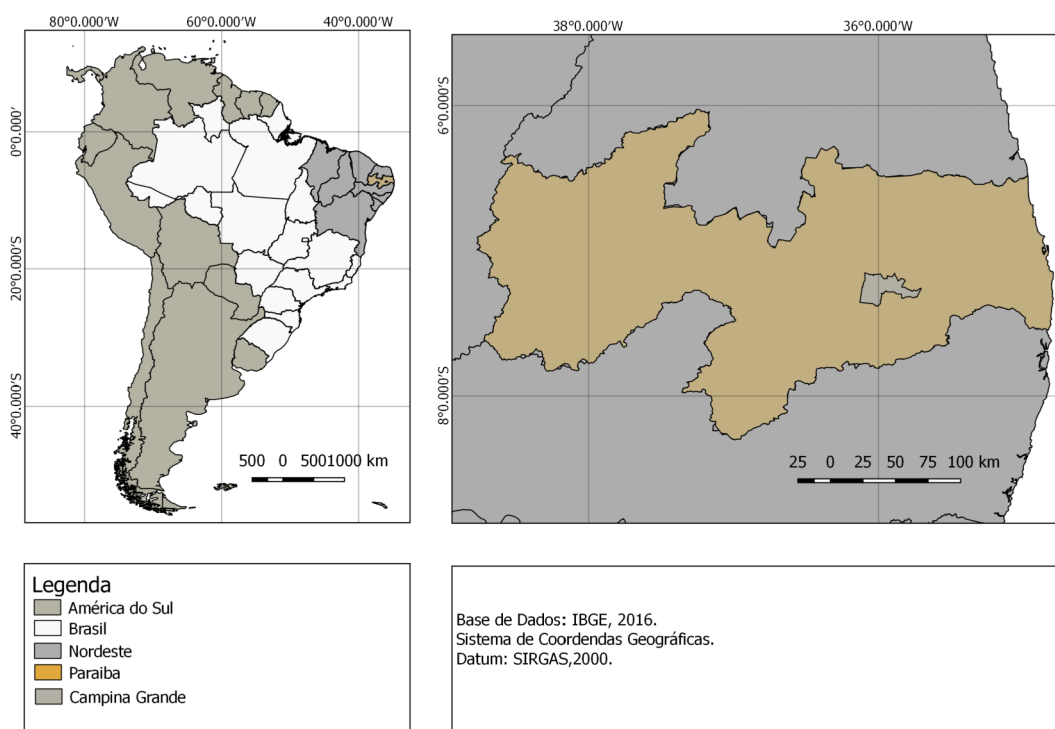 80°0.000'W 60°0.000'W 40°0.000'W
0°0.000'
20°0.000'S
40°0.000'S
500 0 5001000 km
38°0.000'W 36°0.000'W
6°0.000'S
8°0.000'S
25 0 25 50 75 100 km
Legenda
América do Sul
Brasil
Nordeste
Paraiba
Campina Grande
Base de Dados: IBGE, 2016.
Sistema de Coordendas Geográficas.
Datum: SIRGAS,2000.